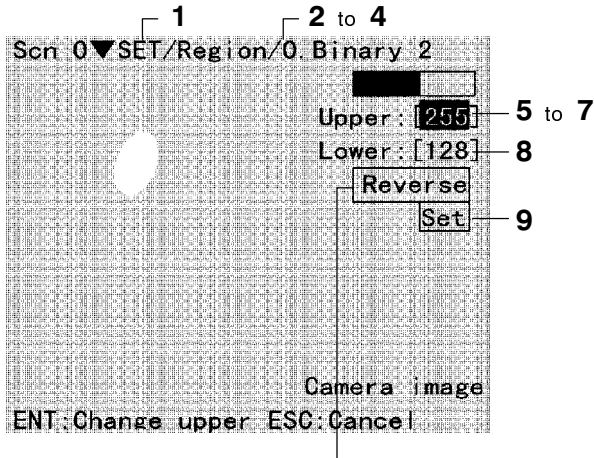 1
2 to 4
Scn 0▼SET/Region/0.Binary 2
Upper:[255]
5 to 7
Lower:[128]
8
Reverse
Set
9
Camera image
ENT:Change upper ESC:Cancel